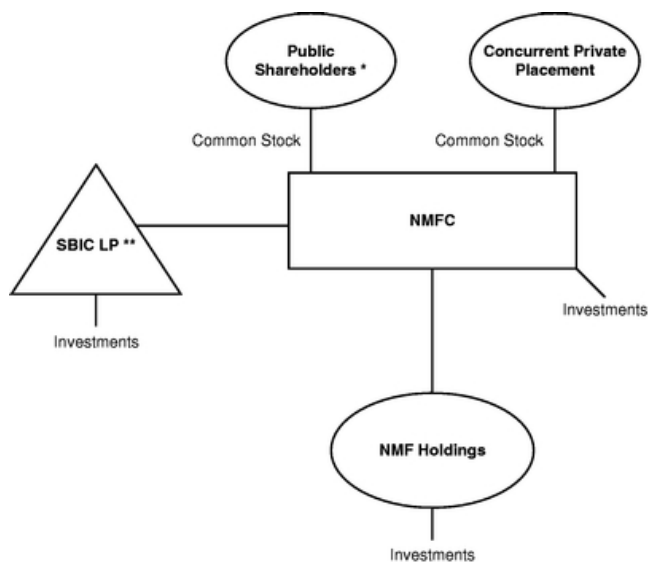 Public
Shareholders *
Concurrent Private
Placement
Common Stock
Common Stock
NMFC
SBIC LP **
Investments
Investments
NMF Holdings
Investments